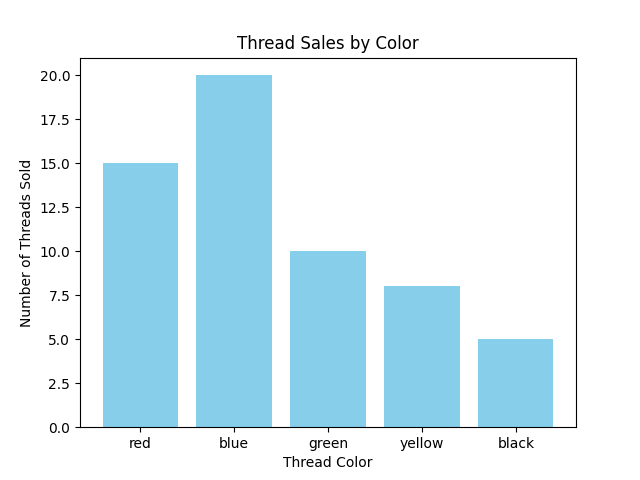 Thread Sales by Color
Number of Threads Sold
20.0
17.5
15.0
12.5
10.0
7.5
5.0
2.5
0.0
red
blue
green
yellow
black
Thread Color